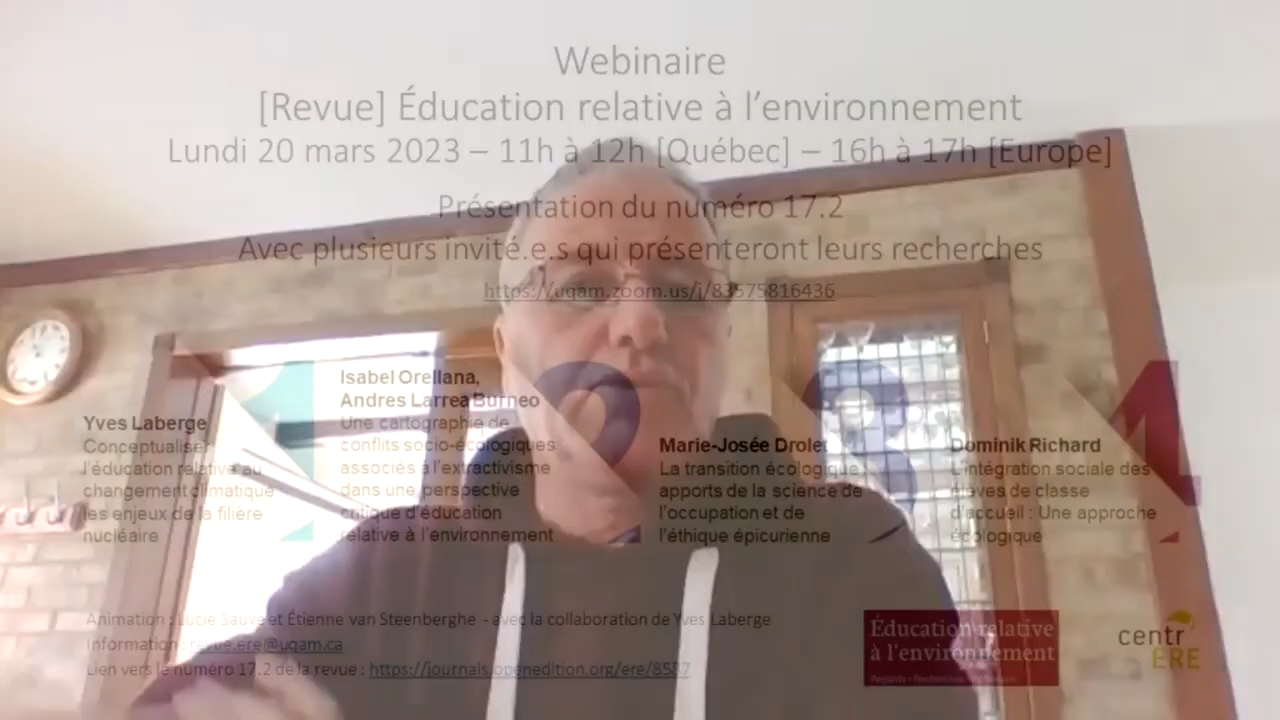 Webinaire
[Revue] Éducation relative à l'environnement
Lundi 20 mars 2023 – 11h à 12h [Québec] – 16h à 17h [Europe]
Présentation du numéro 17.2
Avec plusieurs invité.e.s qui présenteront leurs recherches
https://uqam.zoom.us/j/83575816436
1
Yves Laberge
Conceptualiser
l'éducation relative au
changement climatique
les enjeux de la filière
nucléaire
2
Isabel Orellana,
Andres Larrea Burneo
Une cartographie de
conflits socio-écologiques
associés à l'extractivisme
dans une perspective
critique d'éducation
relative à l'environnement
3
Marie-Josée Drolet
La transition écologique
apports de la science de
l'occupation et de
l'éthique épicurienne
4
Dominik Richard
L'intégration sociale des
élèves de classe
d'accueil : Une approche
écologique
Animation : Lucie Sauvé et Étienne van Steenberghe - avec la collaboration de Yves Laberge
Information : revue.ere@uqam.ca
Lien vers le numéro 17.2 de la revue : https://journals.openedition.org/ere/8537
Éducation relative
à l'environnement
centr
ERE